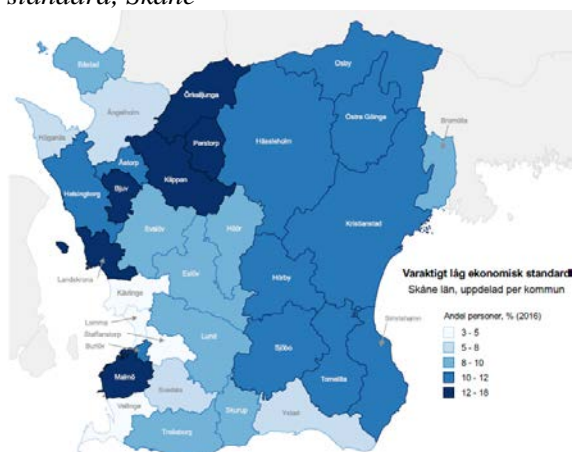 standard, Skåne
Båstad
Örkelljunga
Osby
Ängelholm
Östra Göinge
Bromölla
Perstorp
Hässleholm
Höganäs
Åstorp
Klippan
Bjuv
Helsingborg
Kristianstad
Svalöv
Höör
Landskrona
Eslöv
Hörby
Kävlinge
Varaktigt låg ekonomisk standard
Skåne län, uppdelad per kommun
Lomma
Staffanstorp
Burlöv
Lund
Sjöbo
Simrishamn
Andel personer, % (2016)
3 - 5
5 - 8
8 - 10
10 - 12
12 - 18
Malmö
Svedala
Tomelilla
Vellinge
Skurup
Ystad
Trelleborg